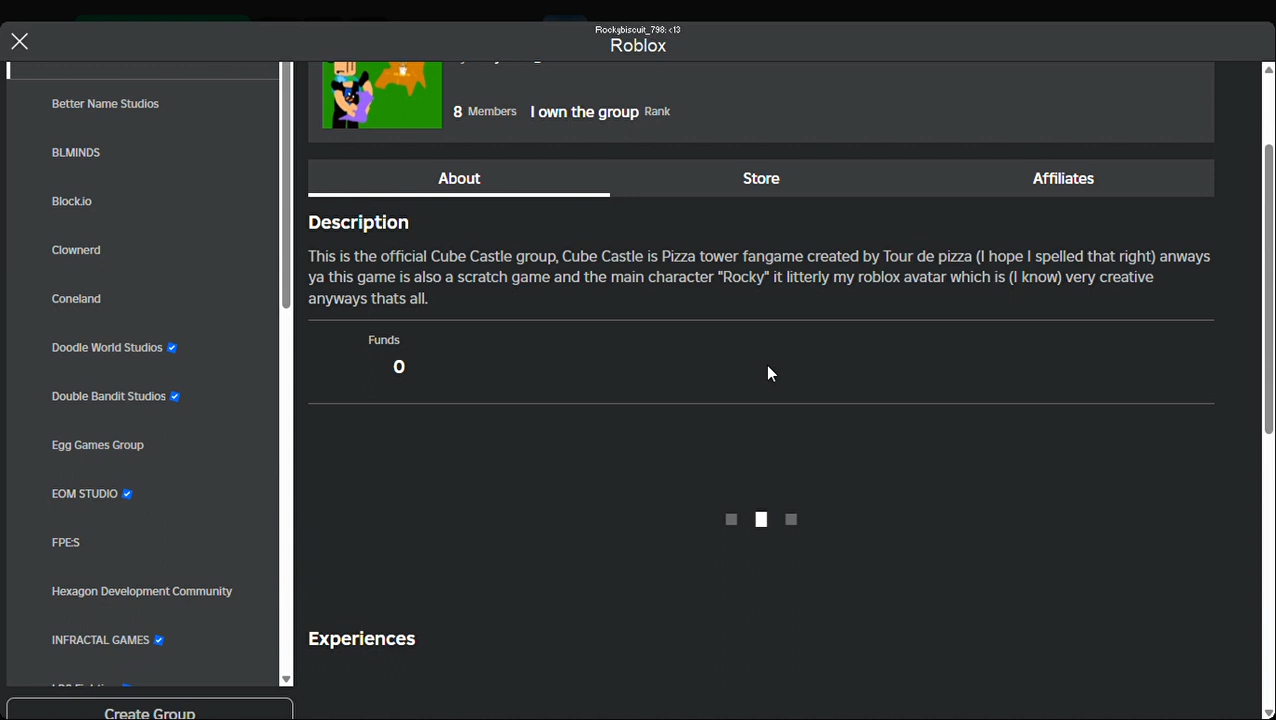 Rockybiscuit_798: <13
Roblox
Better Name Studios
BLMINDS
Block.io
Clownerd
Coneland
Doodle World Studios
Double Bandit Studios
Egg Games Group
EOM STUDIO
FPE:S
Hexagon Development Community
INFRACTAL GAMES
Create Group
8 Members I own the group Rank
About Store Affiliates
Description
This is the official Cube Castle group, Cube Castle is Pizza tower fangame created by Tour de pizza (I hope I spelled that right) anways
ya this game is also a scratch game and the main character "Rocky" it litterly my roblox avatar which is (I know) very creative
anyways thats all.
Funds
0
Experiences